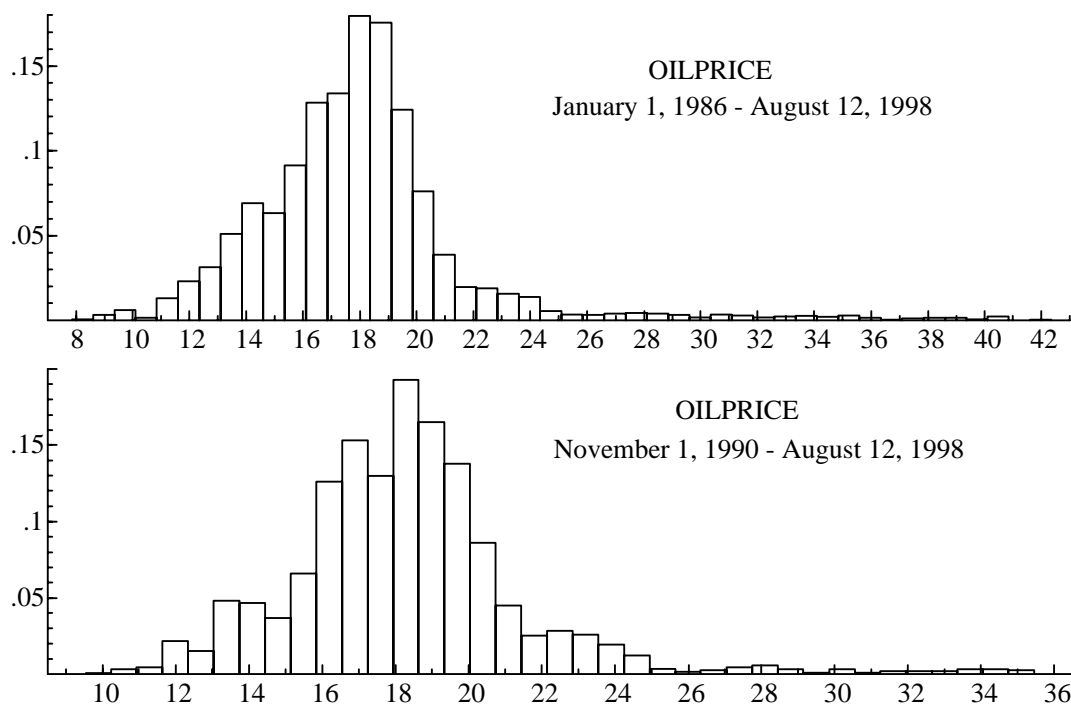 .15
.1
.05
OILPRICE
January 1, 1986 - August 12, 1998
8 10 12 14 16 18 20 22 24 26 28 30 32 34 36 38 40 42
.15
.1
.05
OILPRICE
November 1, 1990 - August 12, 1998
10 12 14 16 18 20 22 24 26 28 30 32 34 36